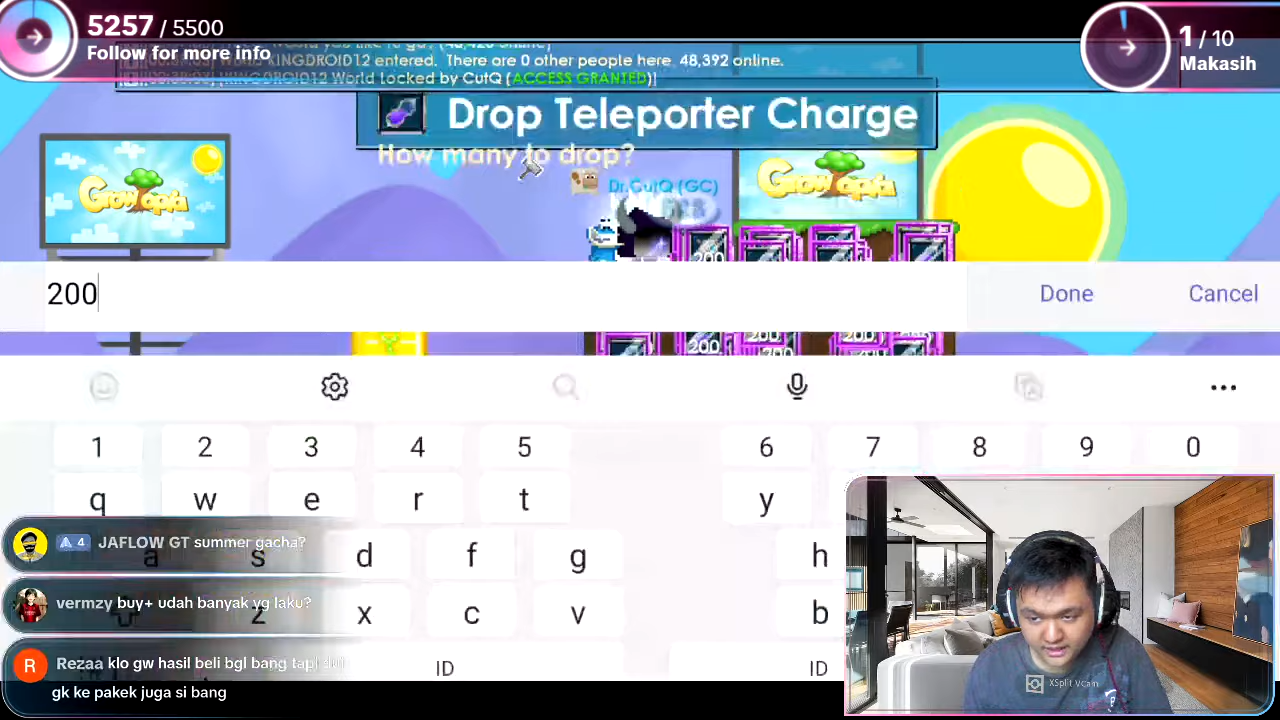 5257 / 5500
Follow for more info
1 / 10
Makasih
KINGDROID12 entered. There are 0 other people here, 48,392 online.
World Locked by CutQ (ACCESS GRANTED)
Drop Teleporter Charge
How many to drop?
Dr.CutQ (GC)
Growtopia
Growtopia
200
200
Done
Cancel
200
200
200
1 2 3 4 5 6 7 8 9 0
q w e r t y
a s d f g h
z x c v b
ID ID
4 JAFLOW GT summer gacha?
vermzy buy+ udah banyak yg laku?
R
Rezaa klo gw hasil beli bgl bang tapi
gk ke pakek juga si bang
XSplit VCam